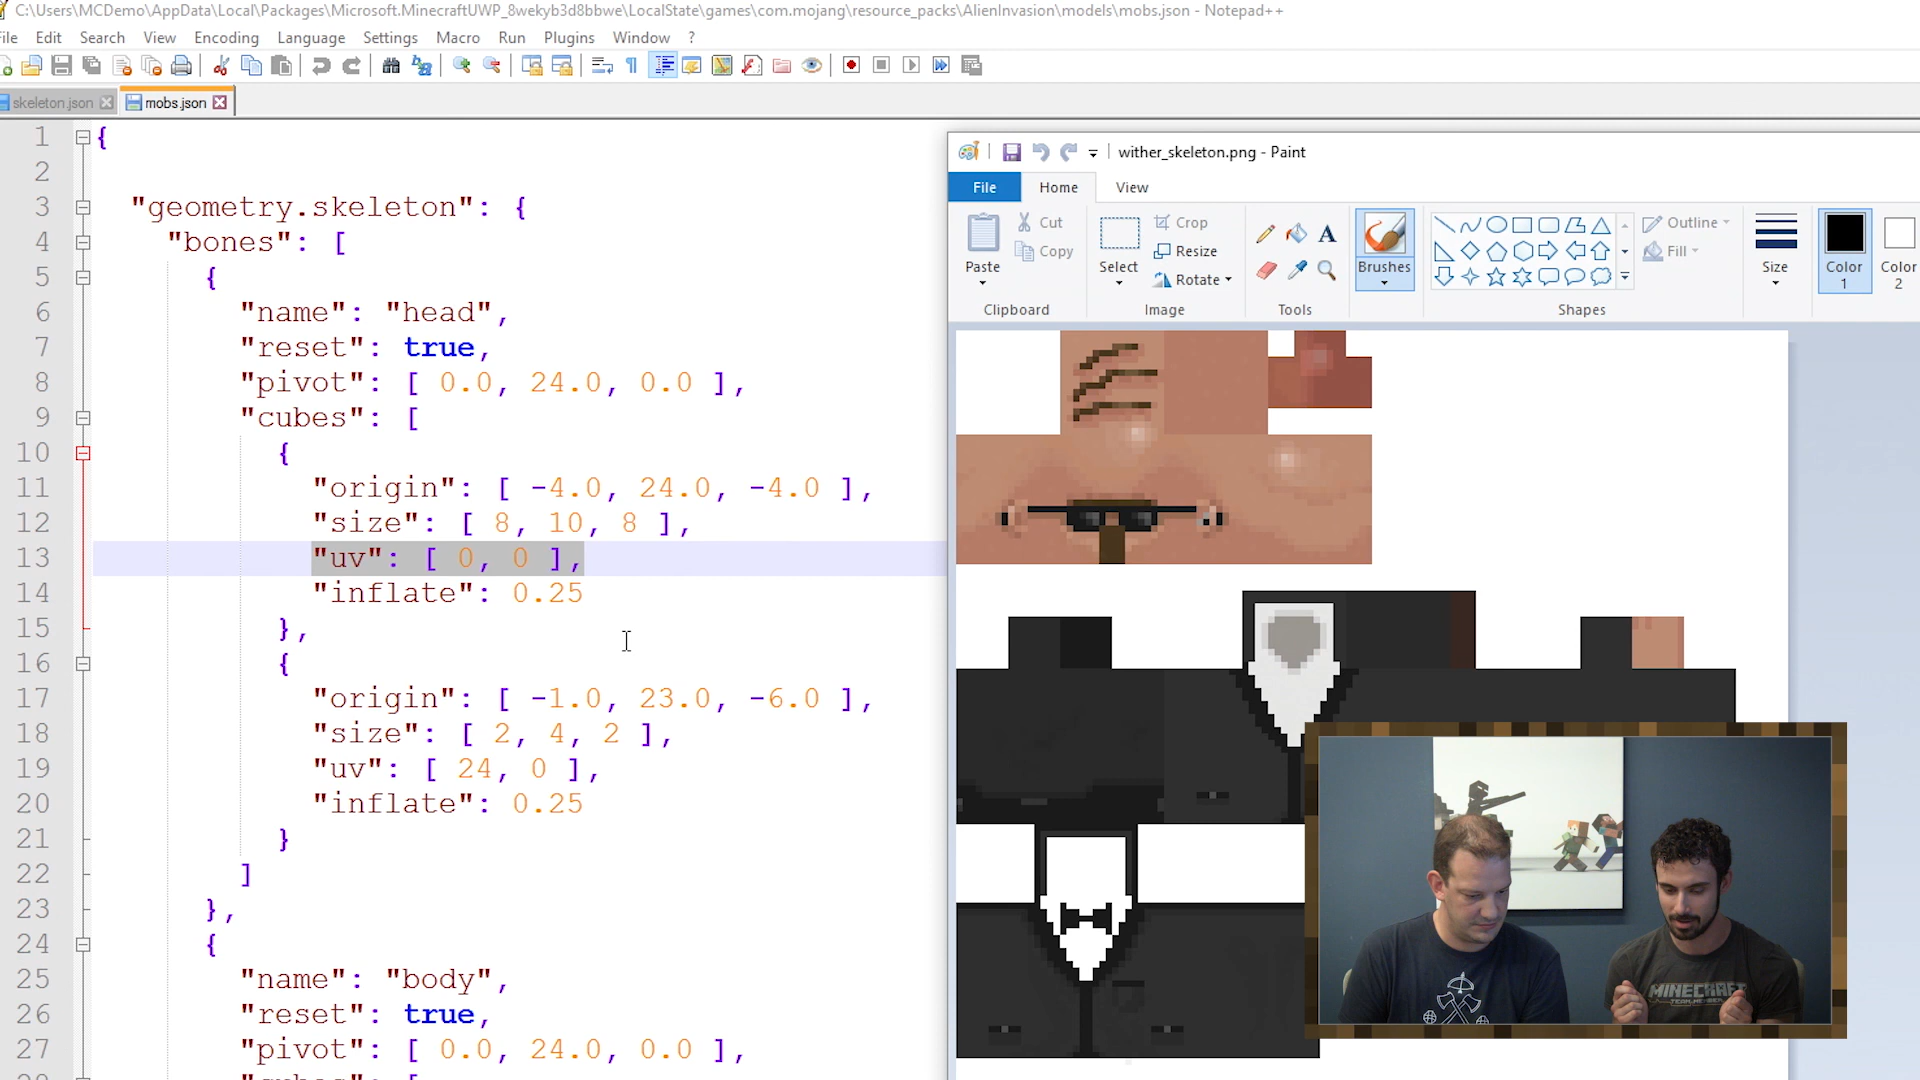 C:\Users\MCDemo\AppData\Local\Packages\Microsoft.MinecraftUWP_8wekyb3d8bbwe\LocalState\games\com.mojang\resource_packs\AlienInvasion\models\mobs.json - Notepad++
File Edit Search View Encoding Language Settings Macro Run Plugins Window ?
skeleton.json mobs.json
1 {
2
3 "geometry.skeleton": {
4 "bones": [
5 {
6 "name": "head",
7 "reset": true,
8 "pivot": [ 0.0, 24.0, 0.0 ],
9 "cubes": [
10 {
11 "origin": [ -4.0, 24.0, -4.0 ],
12 "size": [ 8, 10, 8 ],
13 "uv": [ 0, 0 ],
14 "inflate": 0.25
15 },
16 {
17 "origin": [ -1.0, 23.0, -6.0 ],
18 "size": [ 2, 4, 2 ],
19 "uv": [ 24, 0 ],
20 "inflate": 0.25
21 }
22 ]
23 },
24 {
25 "name": "body",
26 "reset": true,
27 "pivot": [ 0.0, 24.0, 0.0 ],
wither_skeleton.png - Paint
File Home View
Paste
Cut
Copy
Clipboard
Select
Crop
Resize
Rotate
Image
A
Tools
Brushes
Outline
Fill
Shapes
Size
Color
1
Color
2
MINECRAFT